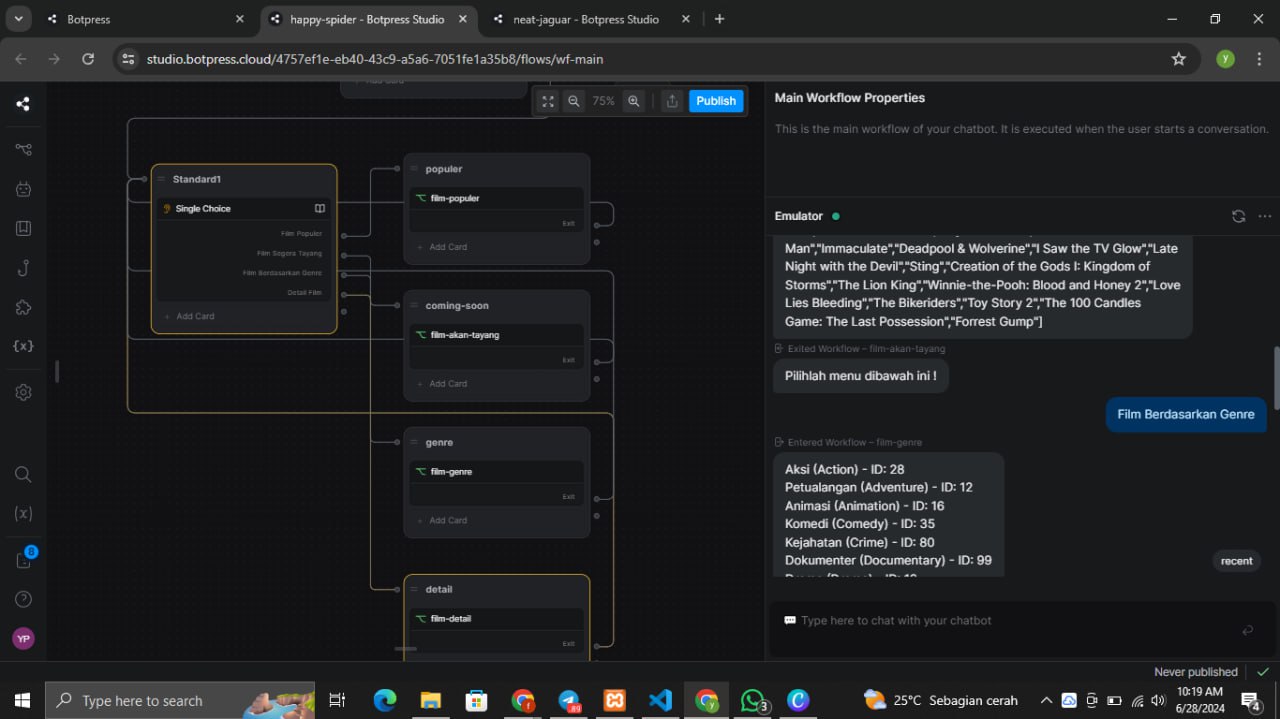 Botpress
happy-spider - Botpress Studio
neat-jaguar - Botpress Studio
studio.botpress.cloud/4757ef1e-eb40-43c9-a5a6-7051fe1a35b8/flows/wf-main
y
Add Card
75%
Publish
Standard1
Single Choice
Film Populer
Film Segera Tayang
Film Berdasarkan Genre
Detail Film
+ Add Card
populer
film-populer
Exit
+ Add Card
coming-soon
film-akan-tayang
Exit
+ Add Card
genre
film-genre
Exit
+ Add Card
detail
film-detail
Exit
8
YP
Main Workflow Properties
This is the main workflow of your chatbot. It is executed when the user starts a conversation.
Emulator
Man","Immaculate","Deadpool & Wolverine","I Saw the TV Glow","Late
Night with the Devil","Sting","Creation of the Gods I: Kingdom of
Storms","The Lion King","Winnie-the-Pooh: Blood and Honey 2","Love
Lies Bleeding","The Bikeriders","Toy Story 2","The 100 Candles
Game: The Last Possession","Forrest Gump"]
Exited Workflow – film-akan-tayang
Pilihlah menu dibawah ini !
Film Berdasarkan Genre
Entered Workflow – film-genre
Aksi (Action) - ID: 28
Petualangan (Adventure) - ID: 12
Animasi (Animation) - ID: 16
Komedi (Comedy) - ID: 35
Kejahatan (Crime) - ID: 80
Dokumenter (Documentary) - ID: 99
recent
Type here to chat with your chatbot
Never published
Type here to search
25°C Sebagian cerah
10:19 AM
6/28/2024